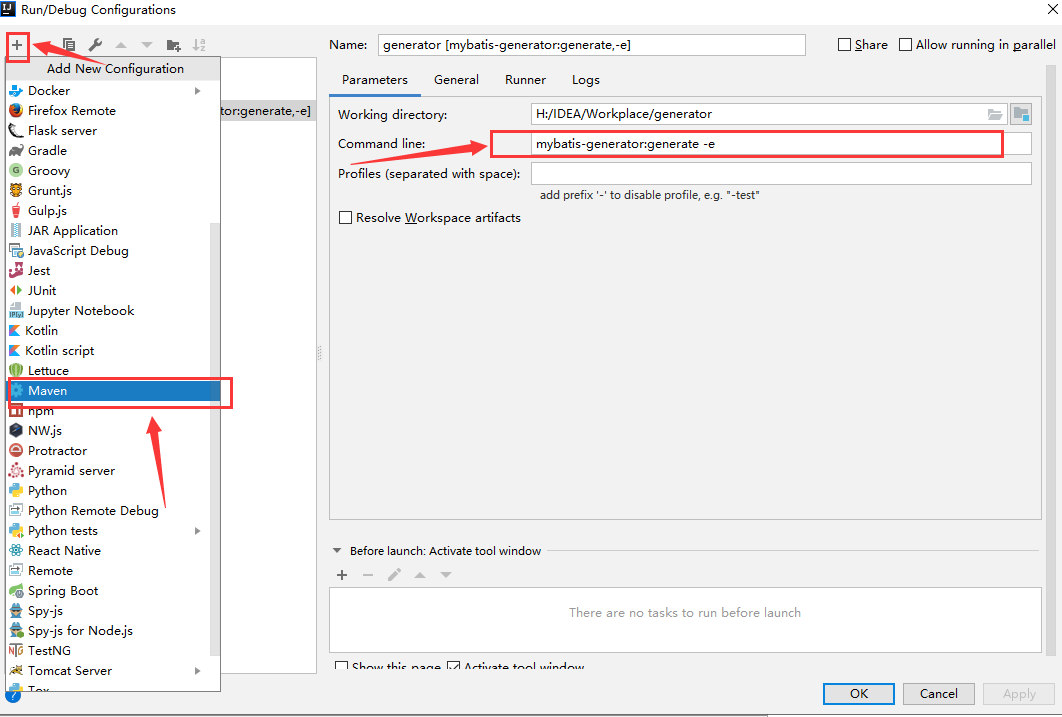 Run/Debug Configurations
Name: generator [mybatis-generator:generate,-e]
Share
Allow running in parallel
Add New Configuration
Docker
Firefox Remote
Flask server
Gradle
Groovy
Grunt.js
Gulp.js
JAR Application
JavaScript Debug
Jest
JUnit
Jupyter Notebook
Kotlin
Kotlin script
Lettuce
Maven
npm
NW.js
Protractor
Pyramid server
Python
Python Remote Debug
Python tests
React Native
Remote
Spring Boot
Spy-js
Spy-js for Node.js
TestNG
Tomcat Server
Tox
tor:generate,-e]
Parameters General Runner Logs
Working directory: H:/IDEA/Workplace/generator
Command line: mybatis-generator:generate -e
Profiles (separated with space):
add prefix '-' to disable profile, e.g. "-test"
Resolve Workspace artifacts
Before launch: Activate tool window
There are no tasks to run before launch
Show this page Activate tool window
OK Cancel Apply